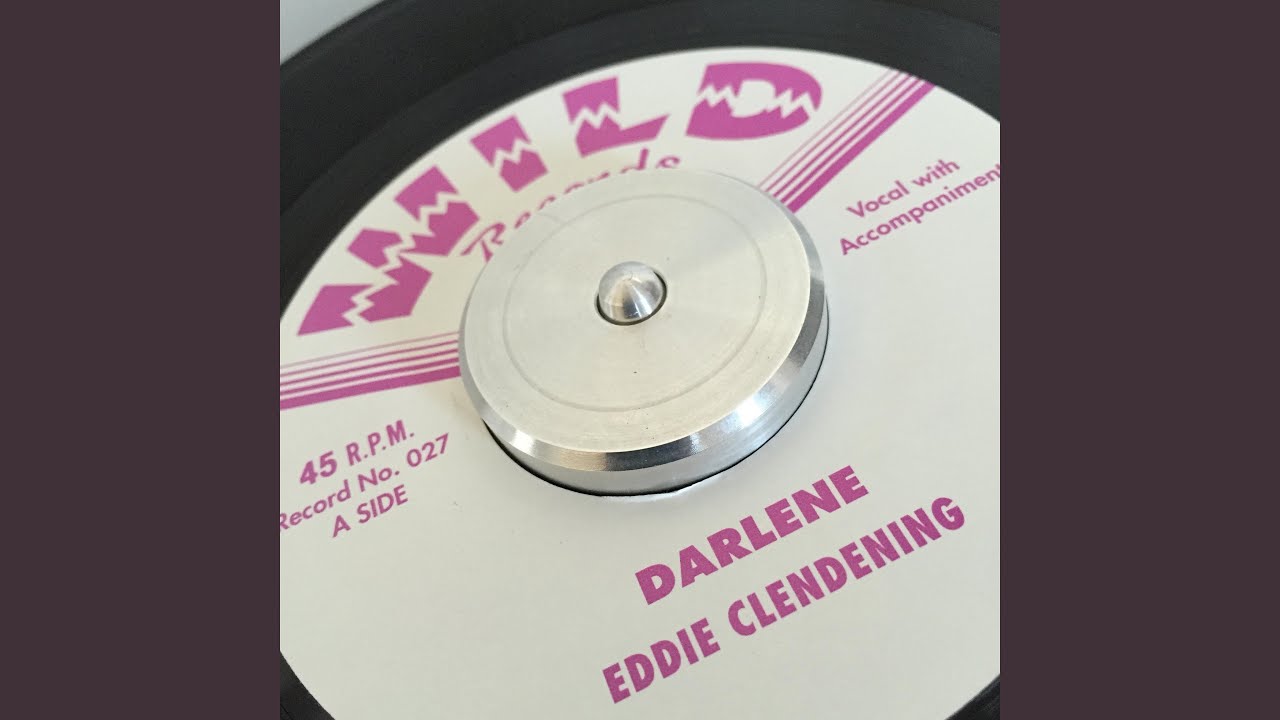 WILD
Records
Vocal with
Accompaniment
45 R.P.M.
Record No. 027
A SIDE
DARLENE
EDDIE CLENDENING